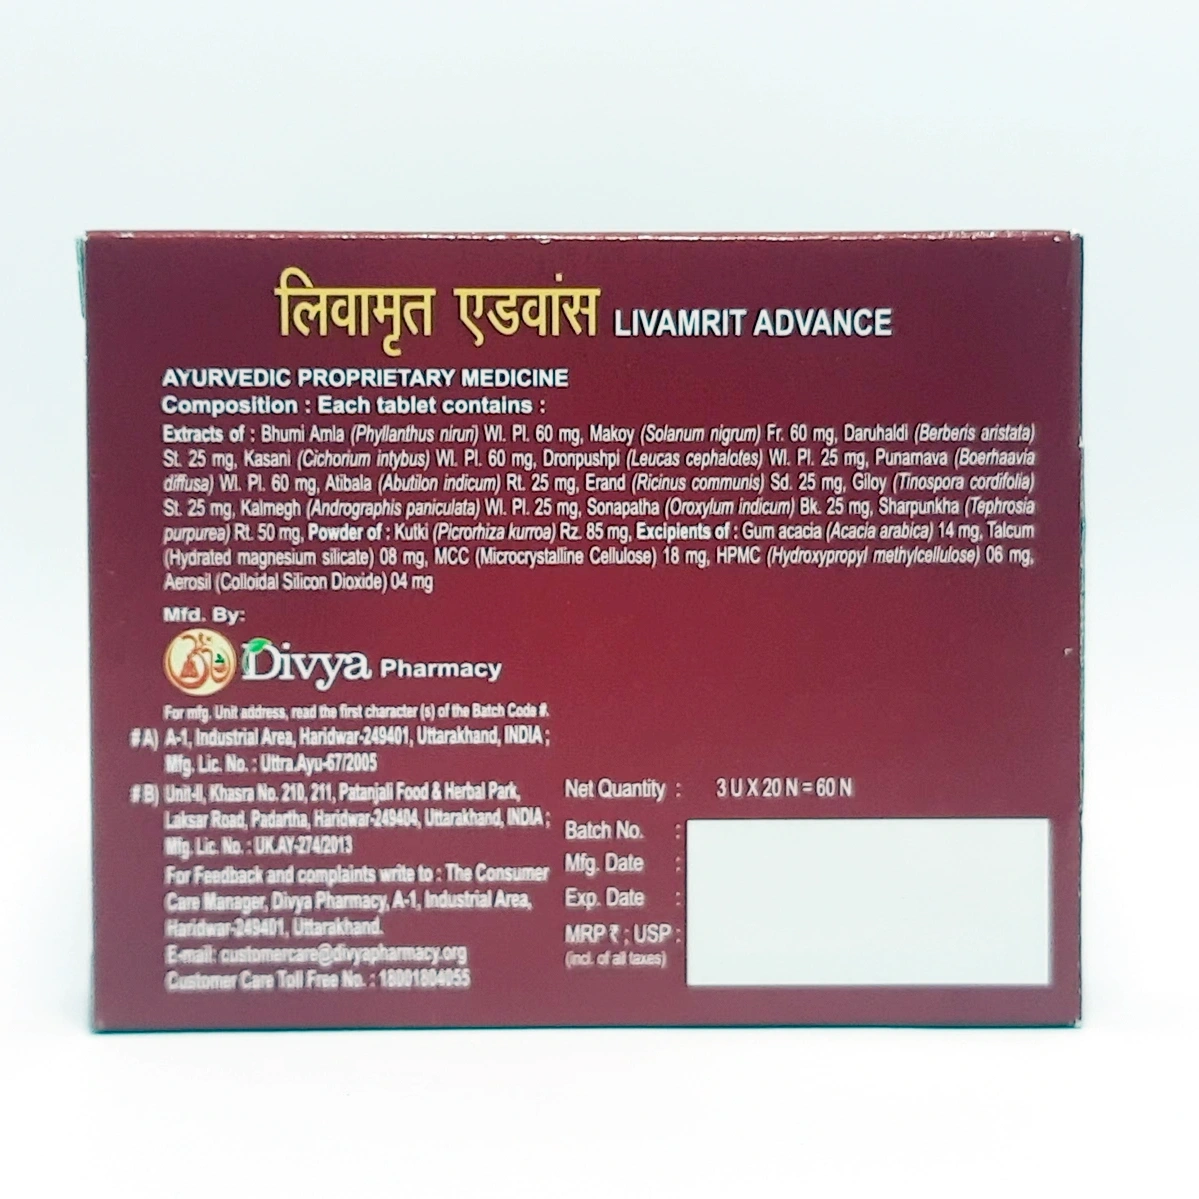 लिवामृत एडवांस LIVAMRIT ADVANCE
AYURVEDIC PROPRIETARY MEDICINE
Composition : Each tablet contains :
Extracts of : Bhumi Amla (Phyllanthus niruri) Wl. Pl. 60 mg, Makoy (Solanum nigrum) Fr. 60 mg, Daruhaldi (Berberis aristata)
St. 25 mg, Kasani (Cichorium intybus) Wl. Pl. 60 mg, Dronpushpi (Leucas cephalotes) Wl. Pl. 25 mg, Punarnava (Boerhaavia
diffusa) Wl. Pl. 60 mg, Atibala (Abutilon indicum) Rt. 25 mg, Erand (Ricinus communis) Sd. 25 mg, Giloy (Tinospora cordifolia)
St. 25 mg, Kalmegh (Andrographis paniculata) Wl. Pl. 25 mg, Sonapatha (Oroxylum indicum) Bk. 25 mg, Sharpunkha (Tephrosia
purpurea) Rt. 50 mg, Powder of : Kutki (Picrorhiza kurroa) Rz. 85 mg, Excipients of : Gum acacia (Acacia arabica) 14 mg, Talcum
(Hydrated magnesium silicate) 08 mg, MCC (Microcrystalline Cellulose) 18 mg, HPMC (Hydroxypropyl methylcellulose) 06 mg,
Aerosil (Colloidal Silicon Dioxide) 04 mg
Mfd. By:
Divya Pharmacy
For mfg. Unit address, read the first character (s) of the Batch Code #.
#A) A-1, Industrial Area, Haridwar-249401, Uttarakhand, INDIA ;
Mfg. Lic. No. : Uttra.Ayu-67/2005
#B) Unit-II, Khasra No. 210, 211, Patanjali Food & Herbal Park,
Laksar Road, Padartha, Haridwar-249404, Uttarakhand, INDIA ;
Mfg. Lic. No. : UK.AY-274/2013
For Feedback and complaints write to : The Consumer
Care Manager, Divya Pharmacy, A-1, Industrial Area,
Haridwar-249401, Uttarakhand.
E-mail: customercare@divyapharmacy.org
Customer Care Toll Free No. : 18001804055
Net Quantity : 3 U X 20 N = 60 N
Batch No. :
Mfg. Date :
Exp. Date :
MRP ₹ ; USP :
(incl. of all taxes)